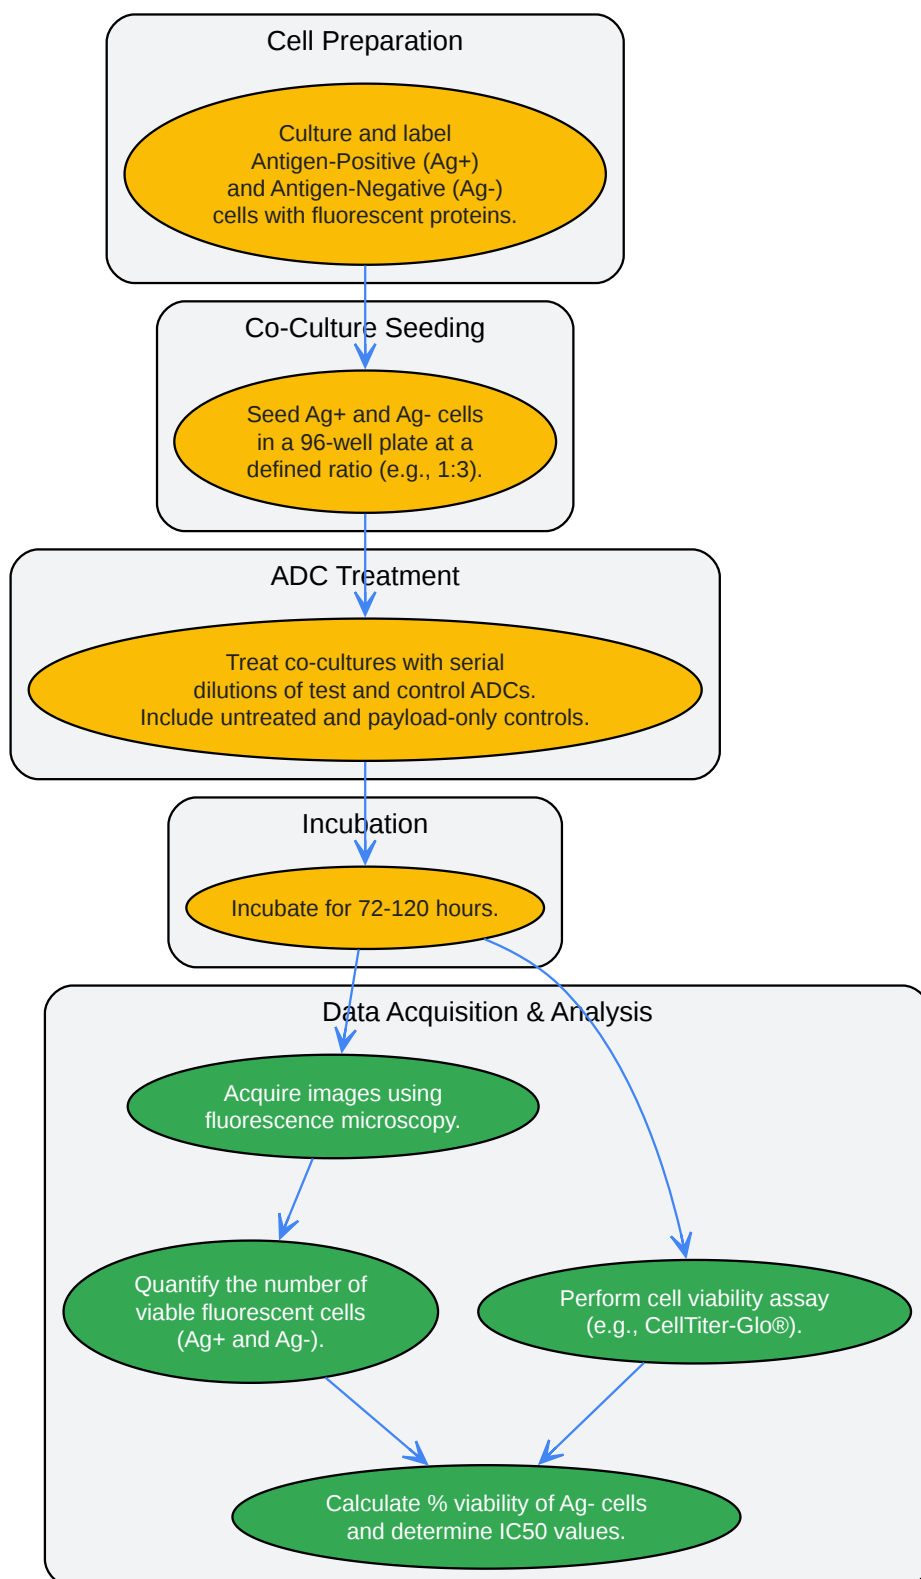 Cell Preparation
Culture and label
Antigen-Positive (Ag+)
and Antigen-Negative (Ag-)
cells with fluorescent proteins.
Co-Culture Seeding
Seed Ag+ and Ag- cells
in a 96-well plate at a
defined ratio (e.g., 1:3).
ADC Treatment
Treat co-cultures with serial
dilutions of test and control ADCs.
Include untreated and payload-only controls.
Incubation
Incubate for 72-120 hours.
Data Acquisition & Analysis
Acquire images using
fluorescence microscopy.
Quantify the number of
viable fluorescent cells
(Ag+ and Ag-).
Perform cell viability assay
(e.g., CellTiter-Glo®).
Calculate % viability of Ag- cells
and determine IC50 values.